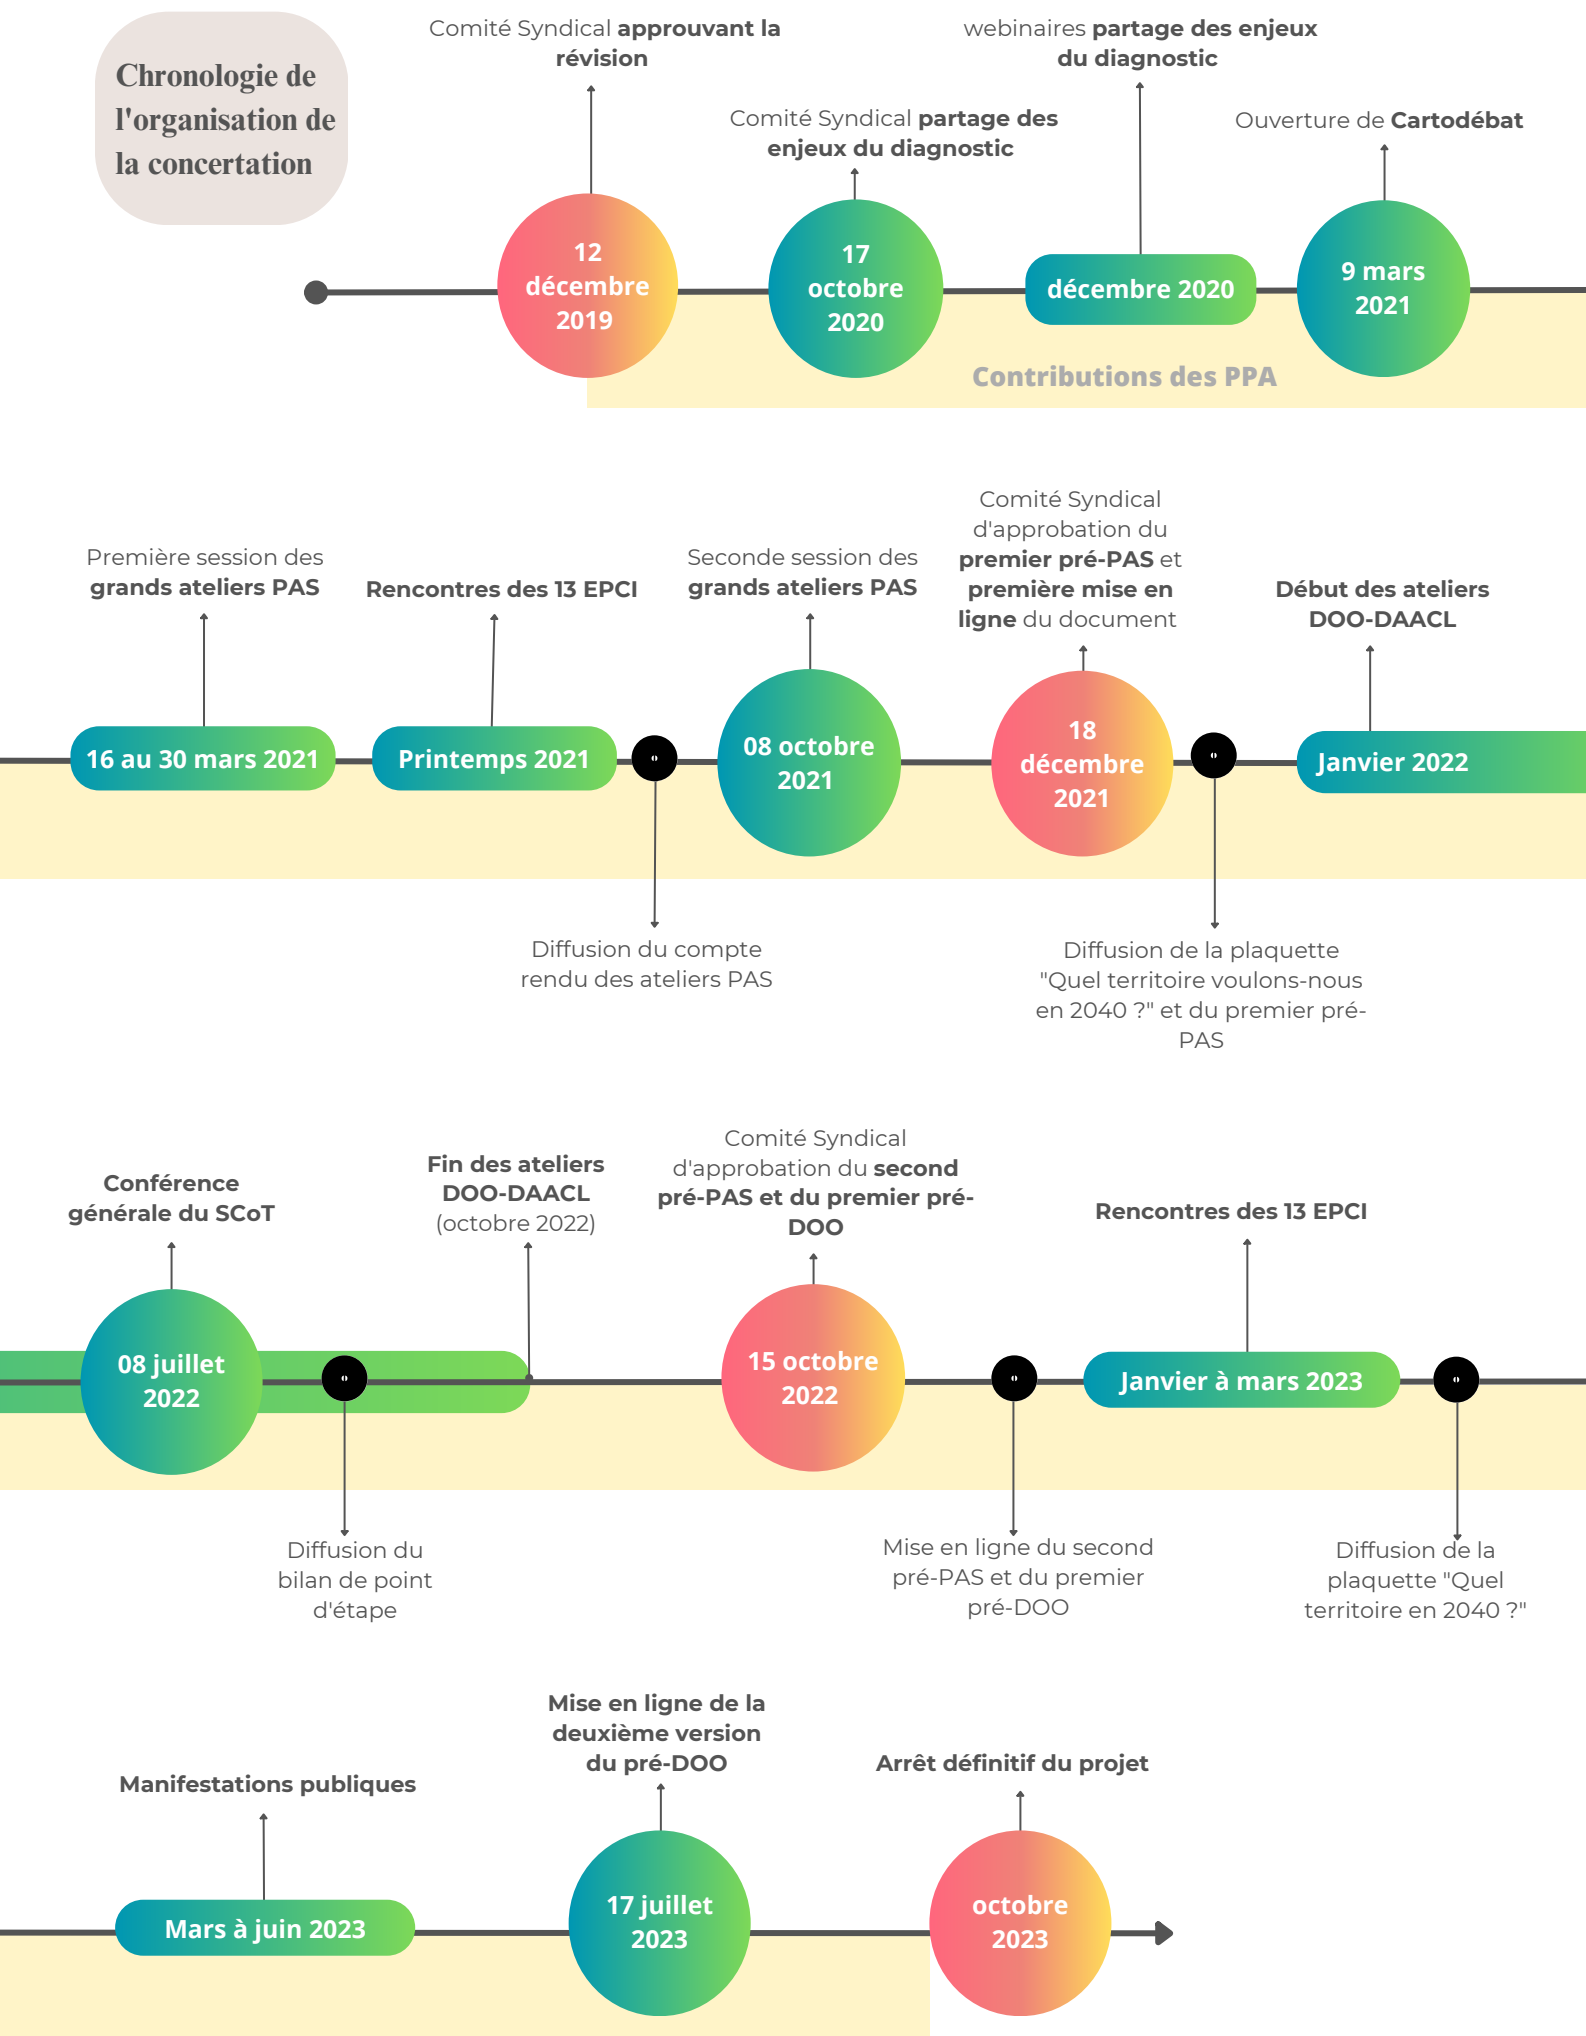 Chronologie de
l'organisation de
la concertation
Comité Syndical approuvant la
révision
12
décembre
2019
Comité Syndical partage des
enjeux du diagnostic
17
octobre
2020
webinaires partage des enjeux
du diagnostic
décembre 2020
Ouverture de Cartodébat
9 mars
2021
Contributions des PPA
Première session des
grands ateliers PAS
16 au 30 mars 2021
Rencontres des 13 EPCI
Printemps 2021
Diffusion du compte
rendu des ateliers PAS
Seconde session des
grands ateliers PAS
08 octobre
2021
Comité Syndical
d'approbation du
premier pré-PAS et
première mise en
ligne du document
18
décembre
2021
Diffusion de la plaquette
"Quel territoire voulons-nous
en 2040 ?" et du premier pré-
PAS
Début des ateliers
DOO-DAACL
Janvier 2022
Conférence
générale du SCoT
08 juillet
2022
Diffusion du
bilan de point
d'étape
Fin des ateliers
DOO-DAACL
(octobre 2022)
Comité Syndical
d'approbation du second
pré-PAS et du premier pré-
DOO
15 octobre
2022
Mise en ligne du second
pré-PAS et du premier
pré-DOO
Rencontres des 13 EPCI
Janvier à mars 2023
Diffusion de la
plaquette "Quel
territoire en 2040 ?"
Manifestations publiques
Mars à juin 2023
Mise en ligne de la
deuxième version
du pré-DOO
17 juillet
2023
Arrêt définitif du projet
octobre
2023